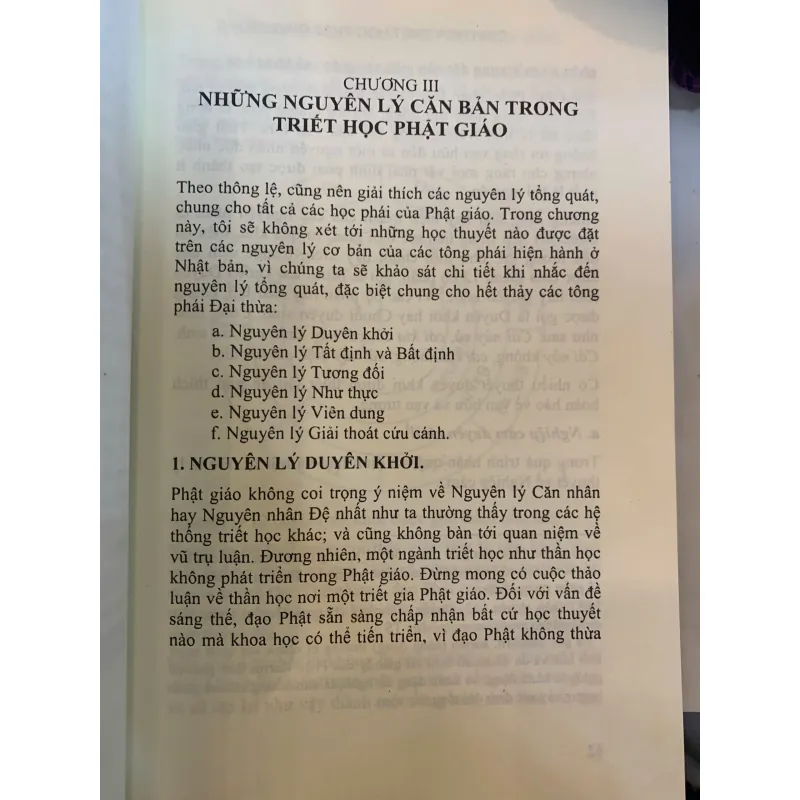 CHƯƠNG III
NHỮNG NGUYÊN LÝ CĂN BẢN TRONG
TRIẾT HỌC PHẬT GIÁO
Theo thông lệ, cũng nên giải thích các nguyên lý tổng quát,
chung cho tất cả các học phái của Phật giáo. Trong chương
này, tôi sẽ không xét tới những học thuyết nào được đặt
trên các nguyên lý cơ bản của các tông phái hiện hành ở
Nhật bản, vì chúng ta sẽ khảo sát chi tiết khi nhắc đến
nguyên lý tổng quát, đặc biệt chung cho hết thảy các tông
phái Đại thừa:
a. Nguyên lý Duyên khởi
b. Nguyên lý Tất định và Bất định
c. Nguyên lý Tương đối
d. Nguyên lý Như thực
e. Nguyên lý Viên dung
f. Nguyên lý Giải thoát cứu cánh.
1. NGUYÊN LÝ DUYÊN KHỞI.
Phật giáo không coi trọng ý niệm về Nguyên lý Căn nhân
hay Nguyên nhân Đệ nhất như ta thường thấy trong các hệ
thống triết học khác; và cũng không bàn tới quan niệm về
vũ trụ luận. Đương nhiên, một ngành triết học như thần học
không phát triển trong Phật giáo. Đừng mong có cuộc thảo
luận về thần học nơi một triết gia Phật giáo. Đối với vấn đề
sáng thế, đạo Phật sẵn sàng chấp nhận bất cứ học thuyết
nào mà khoa học có thể tiến triển, vì đạo Phật không thừa